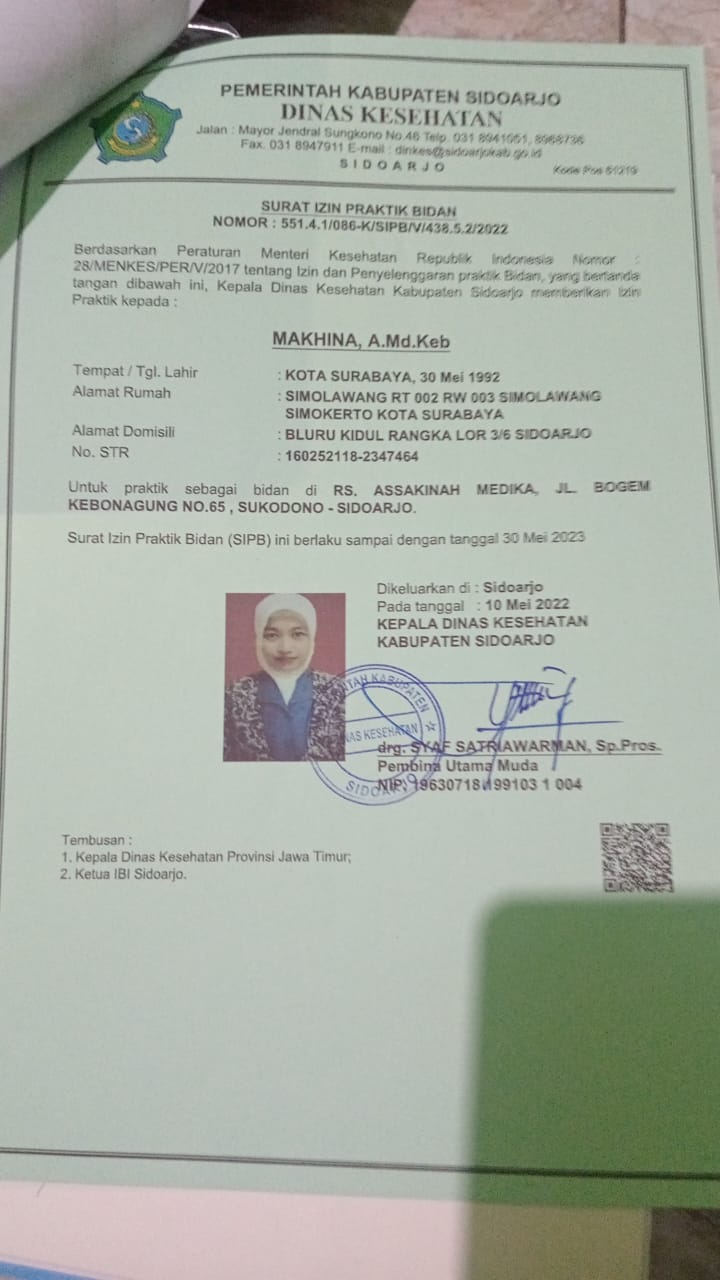 PEMERINTAH KABUPATEN SIDOARJO
DINAS KESEHATAN
Jalan : Mayor Jendral Sungkono No.46 Telp. 031 8941051, 8968736
Fax. 031 8947911 E-mail : dinkes@sidoarjokab.go.id
S I D O A R J O
Kode Pos 61219
SURAT IZIN PRAKTIK BIDAN
NOMOR : 551.4.1/086-K/SIPB/V/438.5.2/2022
Berdasarkan Peraturan Menteri Kesehatan Republik Indonesia Nomor :
28/MENKES/PER/V/2017 tentang Izin dan Penyelenggaran praktik Bidan, yang bertanda
tangan dibawah ini, Kepala Dinas Kesehatan Kabupaten Sidoarjo memberikan Izin
Praktik kepada :
MAKHINA, A.Md.Keb
Tempat / Tgl. Lahir : KOTA SURABAYA, 30 Mei 1992
Alamat Rumah : SIMOLAWANG RT 002 RW 003 SIMOLAWANG
SIMOKERTO KOTA SURABAYA
Alamat Domisili : BLURU KIDUL RANGKA LOR 3/6 SIDOARJO
No. STR : 160252118-2347464
Untuk praktik sebagai bidan di RS. ASSAKINAH MEDIKA, JL. BOGEM
KEBONAGUNG NO.65 , SUKODONO - SIDOARJO.
Surat Izin Praktik Bidan (SIPB) ini berlaku sampai dengan tanggal 30 Mei 2023
Dikeluarkan di : Sidoarjo
Pada tanggal : 10 Mei 2022
KEPALA DINAS KESEHATAN
KABUPATEN SIDOARJO
NTAH KABUPATEN
NAS KESEHATAN
SIDOARJO
drg. SYAF SATRIAWARMAN, Sp.Pros.
Pembina Utama Muda
NIP. 19630718 199103 1 004
Tembusan :
1. Kepala Dinas Kesehatan Provinsi Jawa Timur;
2. Ketua IBI Sidoarjo.